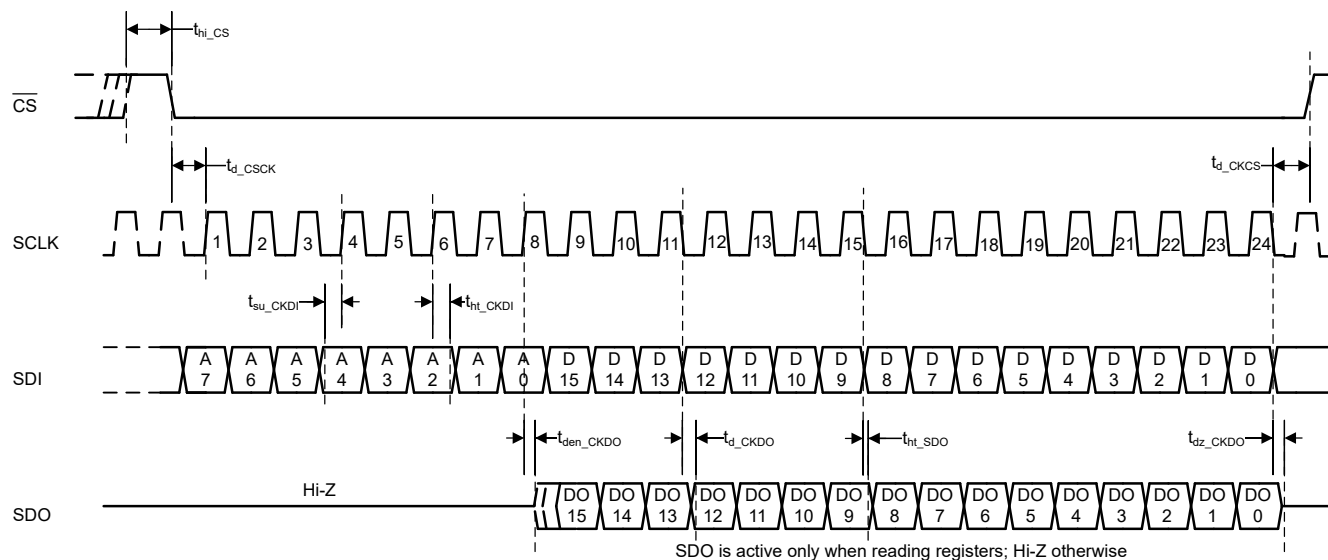 t_hi_CS
CS
t_d_CSCK
t_d_CKCS
SCLK
1 2 3 4 5 6 7 8 9 10 11 12 13 14 15 16 17 18 19 20 21 22 23 24
t_su_CKDI
t_ht_CKDI
SDI
A A A A A A A A D D D D D D D D D D D D D D D D
7 6 5 4 3 2 1 0 15 14 13 12 11 10 9 8 7 6 5 4 3 2 1 0
t_den_CKDO
t_d_CKDO
t_ht_SDO
t_dz_CKDO
Hi-Z
SDO
DO DO DO DO DO DO DO DO DO DO DO DO DO DO DO DO
15 14 13 12 11 10 9 8 7 6 5 4 3 2 1 0
SDO is active only when reading registers; Hi-Z otherwise